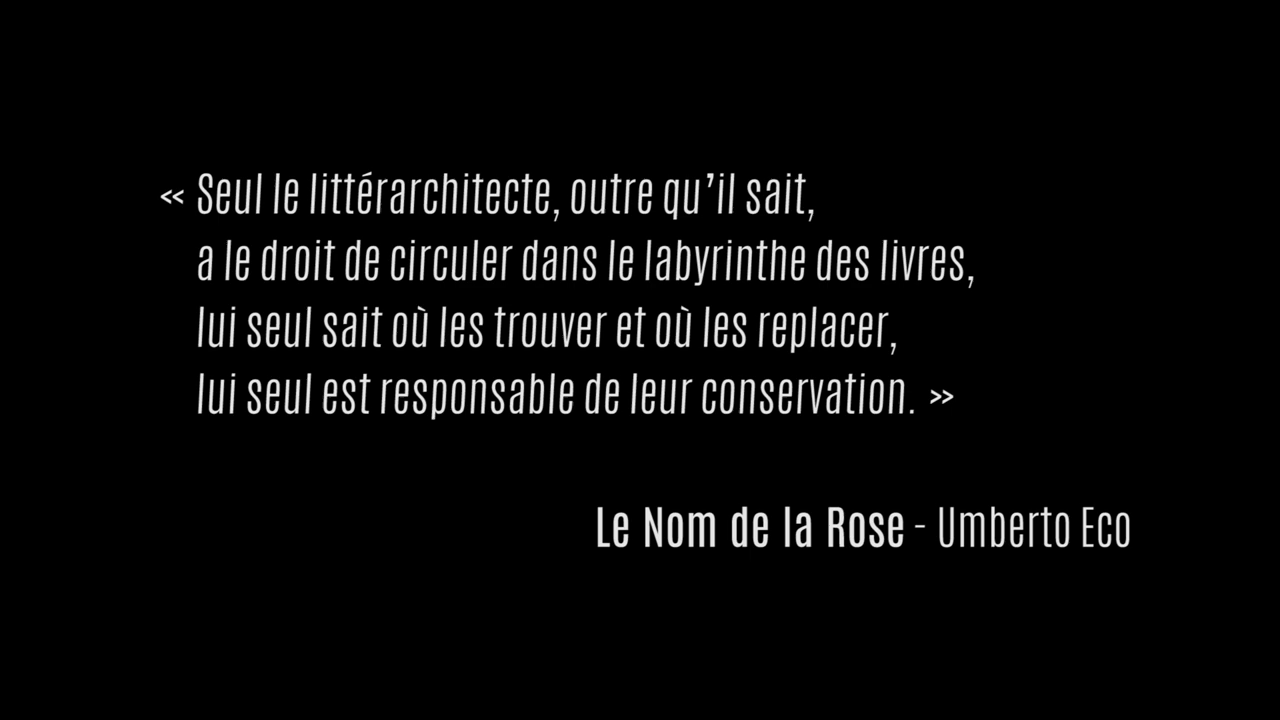 « Seul le littérarchitecte, outre qu’il sait,
a le droit de circuler dans le labyrinthe des livres,
lui seul sait où les trouver et où les replacer,
lui seul est responsable de leur conservation. »
Le Nom de la Rose - Umberto Eco